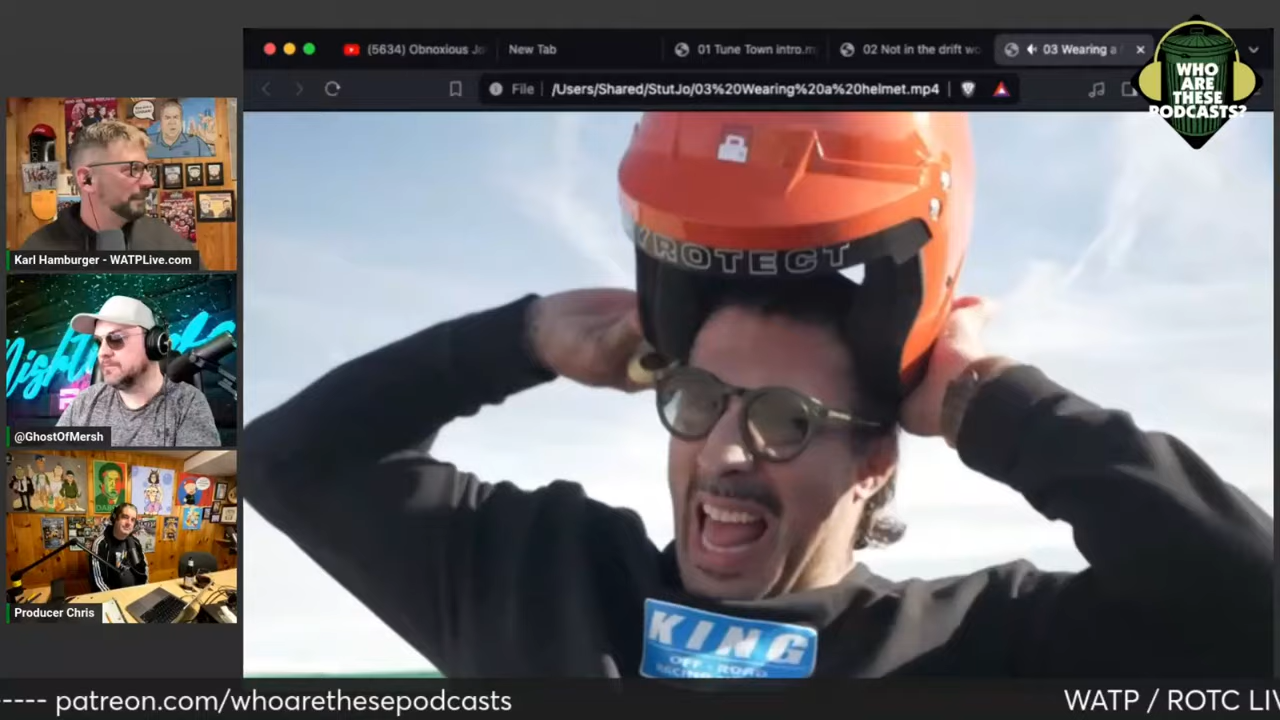 (5634) Obnoxious Jo
New Tab
01 Tune Town intro.m
02 Not in the drift wo
03 Wearing a
File
/Users/Shared/StutJo/03%20Wearing%20a%20helmet.mp4
WHO
ARE
THESE
PODCASTS?
Karl Hamburger - WATPLive.com
@GhostOfMersh
Producer Chris
PYROTECT
KING
OFF-ROAD
RACING
---- patreon.com/whoarethesepodcasts
WATP / ROTC LIV